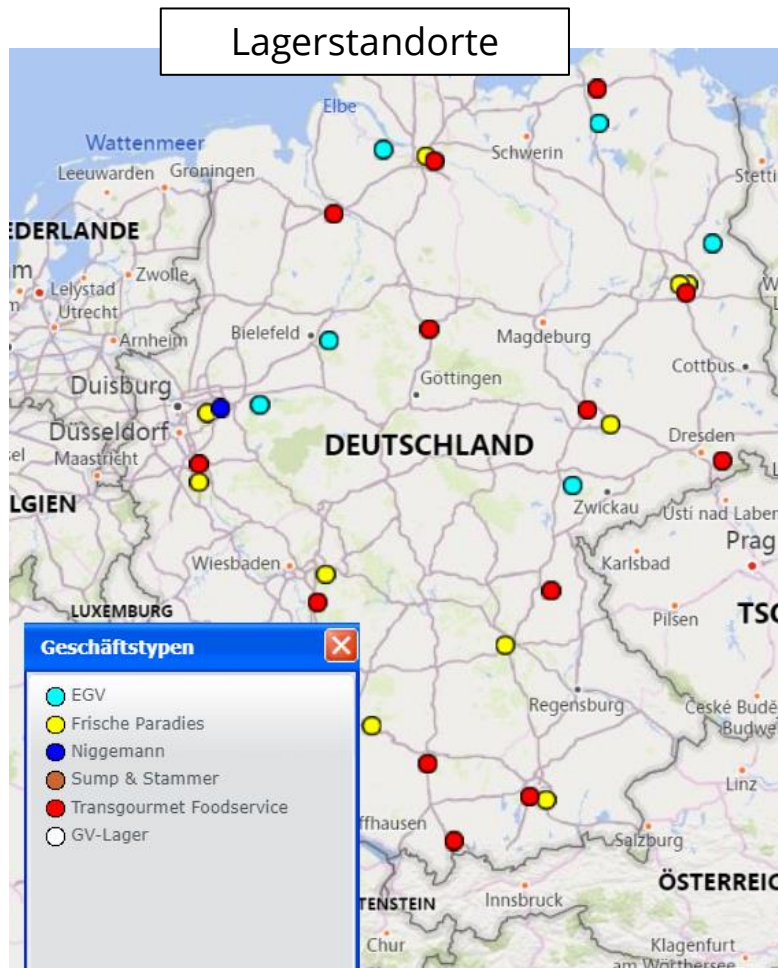 Lagerstandorte
Elbe
Wattenmeer
Leeuwarden
Groningen
Schwerin
Stetti
EDERLANDE
m
Zwolle
Lelystad
Utrecht
Arnheim
Bielefeld
Magdeburg
Göttingen
Cottbus
Duisburg
Düsseldorf
Maastricht
DEUTSCHLAND
Dresden
LGIEN
Zwickau
Ústí nad Laben
Prag
Wiesbaden
Karlsbad
LUXEMBURG
Pilsen
TSC
Geschäftstypen
EGV
Frische Paradies
Niggemann
Sump & Stammer
Transgourmet Foodservice
GV-Lager
Regensburg
České Budě
Budwe
Linz
ffhausen
Salzburg
ÖSTERREIC
TENSTEIN
Innsbruck
Chur
Klagenfurt
am Wörthersee